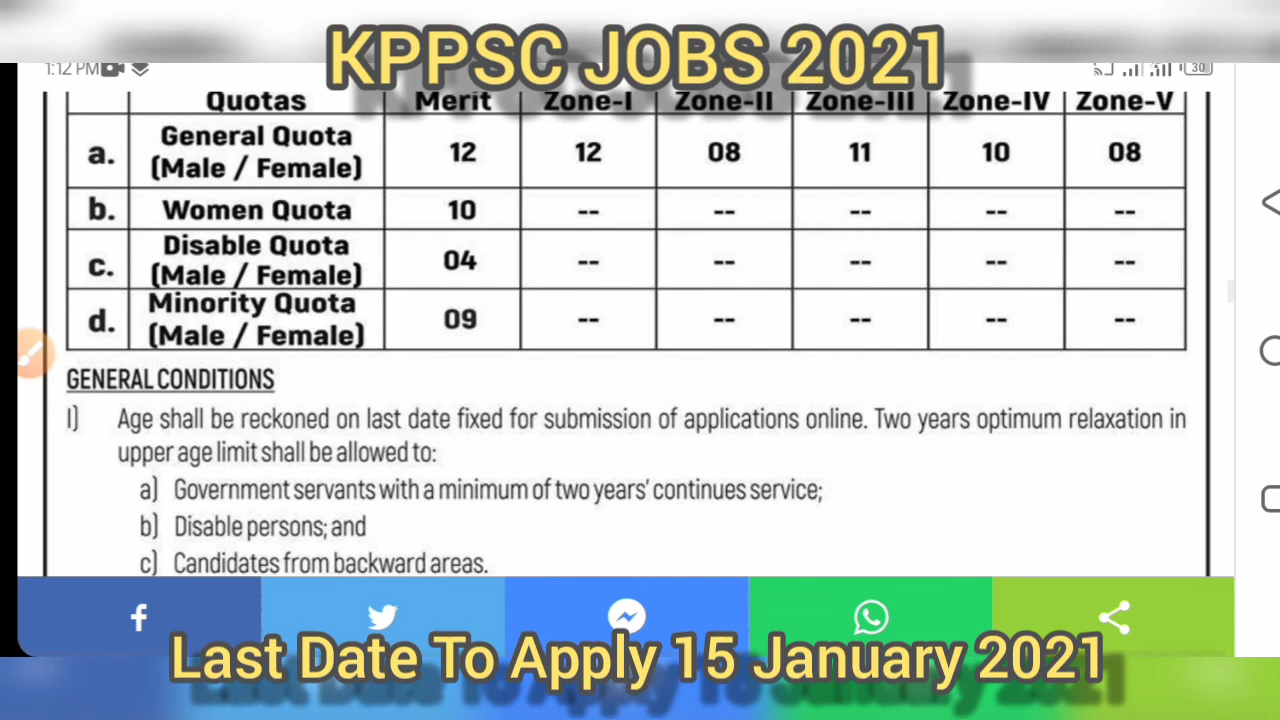 KPPSC JOBS 2021
1:12 PM 30
Quotas Merit Zone-I Zone-II Zone-III Zone-IV Zone-V
a. General Quota (Male / Female) 12 12 08 11 10 08
b. Women Quota 10 -- -- -- -- --
c. Disable Quota (Male / Female) 04 -- -- -- -- --
d. Minority Quota (Male / Female) 09 -- -- -- -- --
GENERAL CONDITIONS
I) Age shall be reckoned on last date fixed for submission of applications online. Two years optimum relaxation in
upper age limit shall be allowed to:
a) Government servants with a minimum of two years' continues service;
b) Disable persons; and
c) Candidates from backward areas.
f
Last Date To Apply 15 January 2021